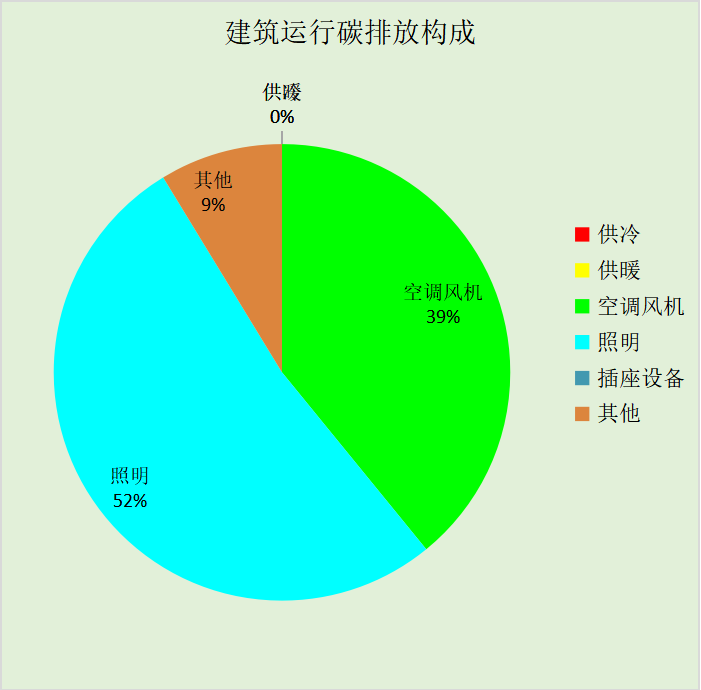 建筑运行碳排放构成
供暖
0%
其他
9%
空调风机
39%
照明
52%
供冷
供暖
空调风机
照明
插座设备
其他